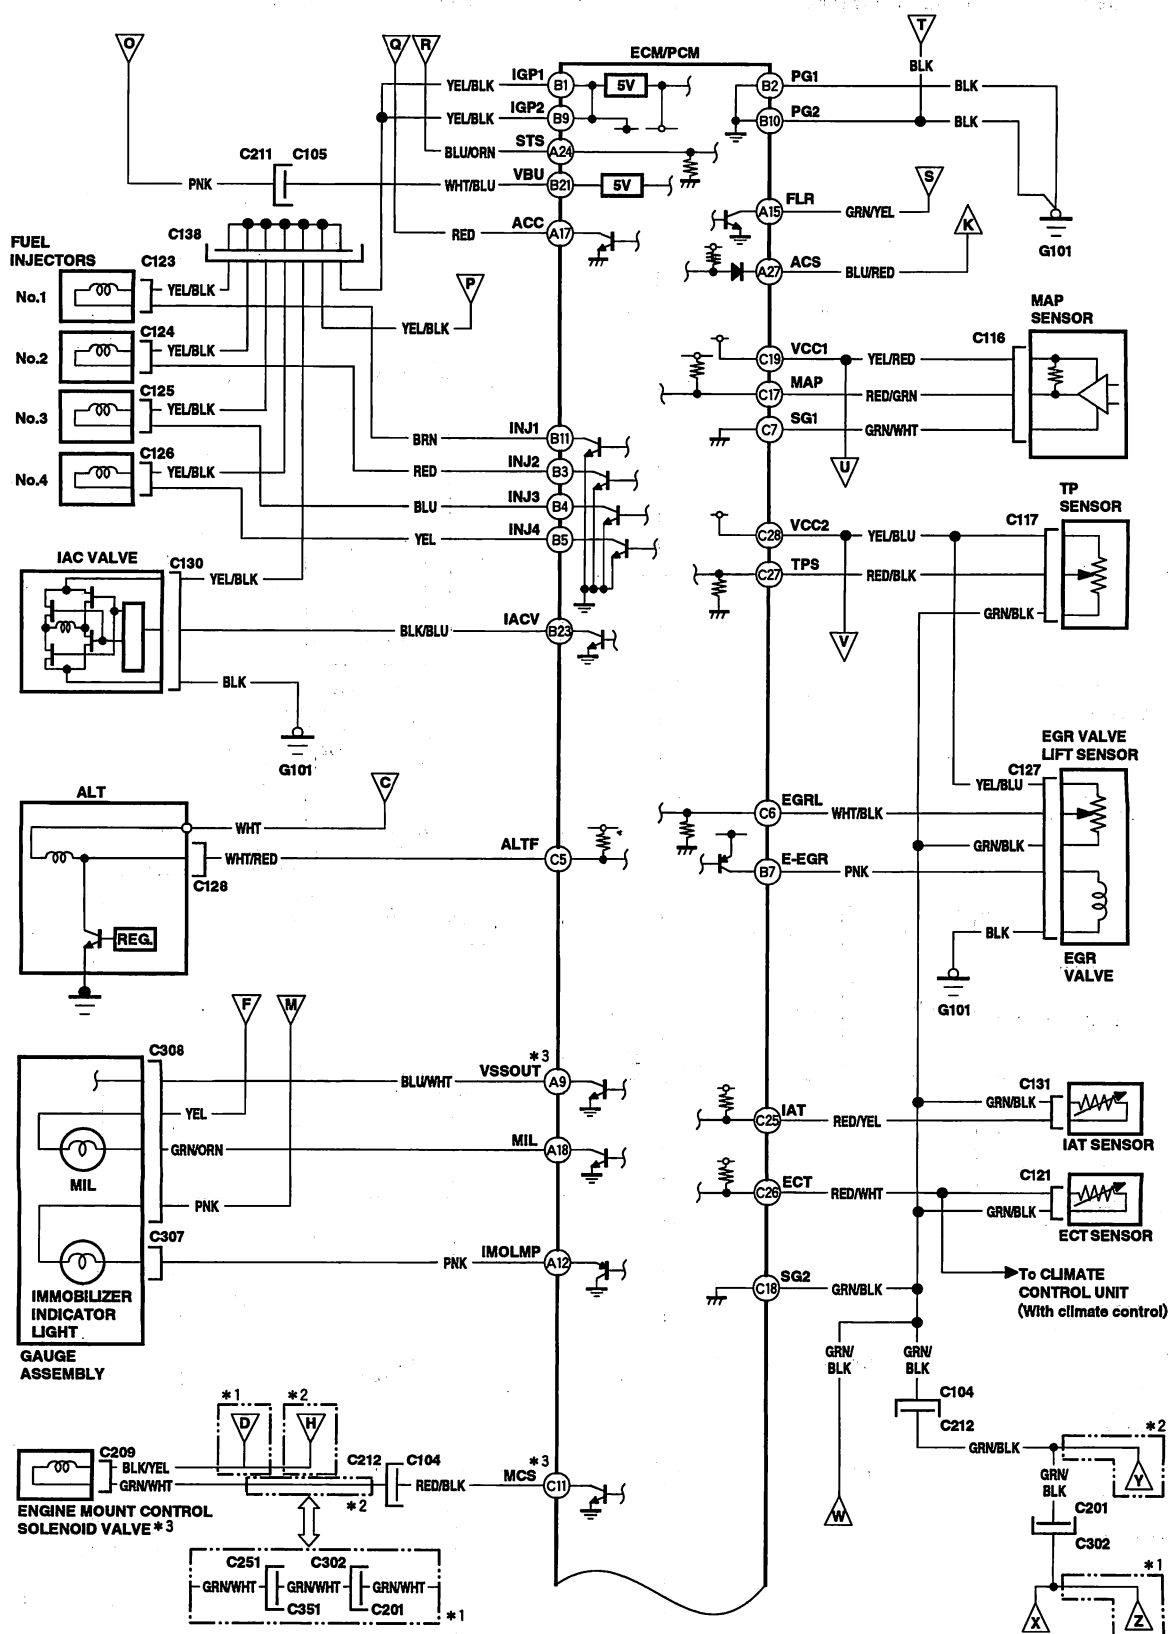 O
Q
R
ECM/PCM
T
BLK
YEL/BLK
IGP1
B1
5V
B2
PG1
BLK
YEL/BLK
IGP2
B9
B10
PG2
BLK
BLU/ORN
STS
A24
C211
C105
PNK
WHT/BLU
VBU
B21
5V
A15
FLR
GRN/YEL
S
K
G101
C138
RED
ACC
A17
A27
ACS
BLU/RED
FUEL
INJECTORS
C123
No.1
YEL/BLK
P
YEL/BLK
C124
No.2
YEL/BLK
C125
No.3
YEL/BLK
C126
No.4
YEL/BLK
MAP
SENSOR
C116
C19
VCC1
YEL/RED
C17
MAP
RED/GRN
C7
SG1
GRN/WHT
U
BRN
INJ1
B11
RED
INJ2
B3
BLU
INJ3
B4
YEL
INJ4
B5
TP
SENSOR
C117
C28
VCC2
YEL/BLU
C27
TPS
RED/BLK
GRN/BLK
V
IAC VALVE
C130
YEL/BLK
BLK/BLU
IACV
B23
BLK
G101
EGR VALVE
LIFT SENSOR
C127
YEL/BLU
C6
EGRL
WHT/BLK
GRN/BLK
B7
E-EGR
PNK
BLK
G101
EGR
VALVE
ALT
C
WHT
WHT/RED
ALTF
C5
C128
REG.
F
M
C308
BLU/WHT
VSSOUT
*3
A9
YEL
GRN/ORN
MIL
A18
MIL
PNK
C307
PNK
IMOLMP
A12
IMMOBILIZER
INDICATOR
LIGHT
GAUGE
ASSEMBLY
C131
GRN/BLK
C25
IAT
RED/YEL
IAT SENSOR
C121
C26
ECT
RED/WHT
GRN/BLK
ECT SENSOR
To CLIMATE
CONTROL UNIT
(With climate control)
C18
SG2
GRN/BLK
GRN/
BLK
GRN/
BLK
C104
C212
W
GRN/BLK
*2
Y
GRN/
BLK
C201
C302
*1
X
Z
*1
D
*2
H
C209
BLK/YEL
GRN/WHT
*2
C212
C104
RED/BLK
MCS
*3
C11
ENGINE MOUNT CONTROL
SOLENOID VALVE *3
C251
C302
GRN/WHT
GRN/WHT
GRN/WHT
C351
C201
*1